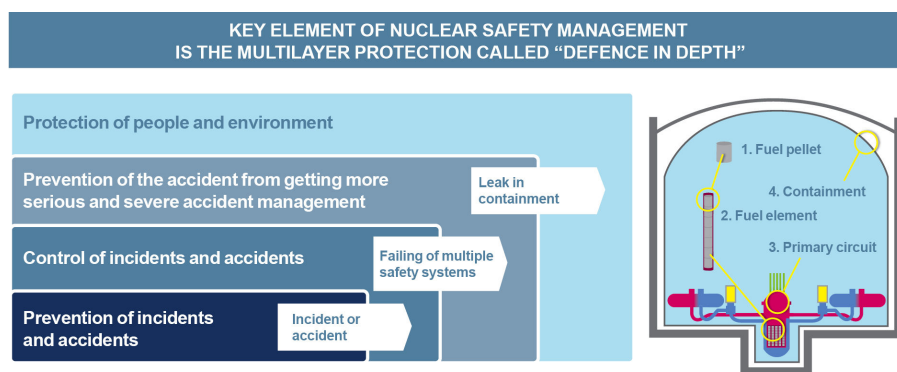 KEY ELEMENT OF NUCLEAR SAFETY MANAGEMENT
IS THE MULTILAYER PROTECTION CALLED “DEFENCE IN DEPTH”
Protection of people and environment
Prevention of the accident from getting more
serious and severe accident management
Leak in
containment
Control of incidents and accidents
Failing of multiple
safety systems
Prevention of incidents
and accidents
Incident or
accident
1. Fuel pellet
4. Containment
2. Fuel element
3. Primary circuit